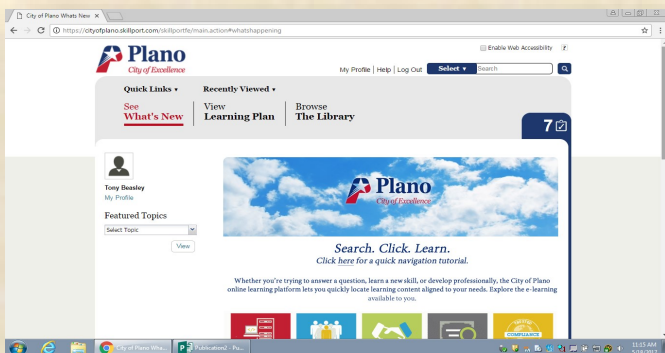 City of Plano Whats New
https://cityofplano.skillport.com/skillportfe/main.action#whatshappening
Plano
City of Excellence
Enable Web Accessibility
My Profile | Help | Log Out
Select
Search
Quick Links
Recently Viewed
See
What's New
View
Learning Plan
Browse
The Library
7
Tony Beasley
My Profile
Featured Topics
Select Topic
View
Plano
City of Excellence
Search. Click. Learn.
Click here for a quick navigation tutorial.
Whether you're trying to answer a question, learn a new skill, or develop professionally, the City of Plano
online learning platform lets you quickly locate learning content aligned to your needs. Explore the e-learning
available to you.
COMPLIANCE
City of Plano Wha...
Publication2 - Pu...
11:15 AM